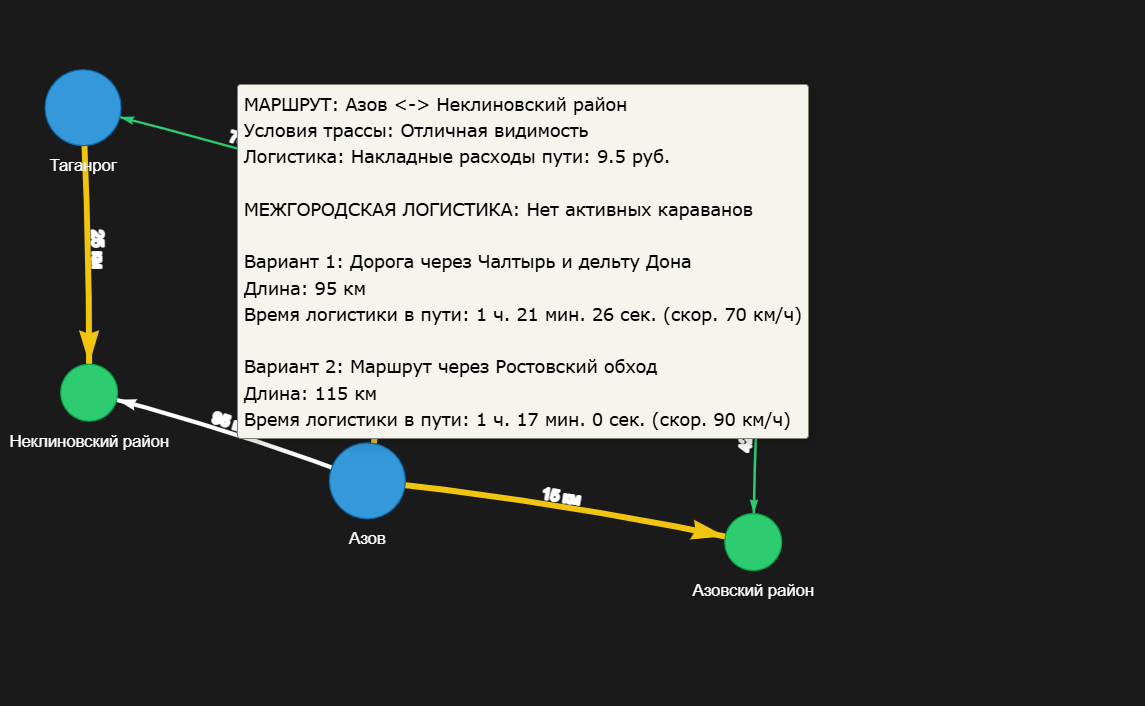 МАРШРУТ: Азов <-> Неклиновский район
Условия трассы: Отличная видимость
Логистика: Накладные расходы пути: 9.5 руб.
МЕЖГОРОДСКАЯ ЛОГИСТИКА: Нет активных караванов
Вариант 1: Дорога через Чалтырь и дельту Дона
Длина: 95 км
Время логистики в пути: 1 ч. 21 мин. 26 сек. (скор. 70 км/ч)
Вариант 2: Маршрут через Ростовский обход
Длина: 115 км
Время логистики в пути: 1 ч. 17 мин. 0 сек. (скор. 90 км/ч)
Таганрог
25 км
Неклиновский район
95
Азов
15 км
Азовский район